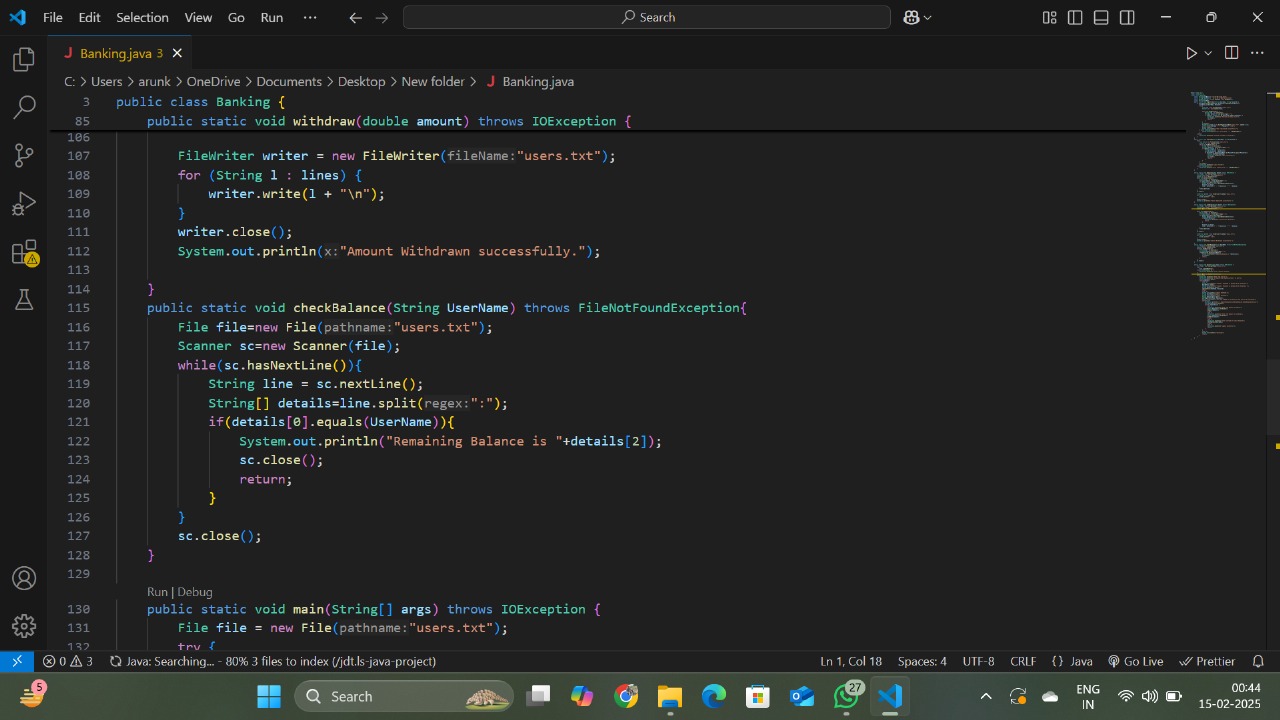 File Edit Selection View Go Run ··· Search
Banking.java 3
C: > Users > arunk > OneDrive > Documents > Desktop > New folder > J Banking.java
3 public class Banking {
85 public static void withdraw(double amount) throws IOException {
106
107 FileWriter writer = new FileWriter(fileName:"users.txt");
108 for (String l : lines) {
109 writer.write(l + "\n");
110 }
111 writer.close();
112 System.out.println(x:"Amount Withdrawn successfully.");
113
114 }
115 public static void checkBalance(String UserName) throws FileNotFoundException{
116 File file=new File(pathname:"users.txt");
117 Scanner sc=new Scanner(file);
118 while(sc.hasNextLine()){
119 String line = sc.nextLine();
120 String[] details=line.split(regex:":");
121 if(details[0].equals(UserName)){
122 System.out.println("Remaining Balance is "+details[2]);
123 sc.close();
124 return;
125 }
126 }
127 sc.close();
128 }
129
Run | Debug
130 public static void main(String[] args) throws IOException {
131 File file = new File(pathname:"users.txt");
132 try {
0 3 Java: Searching... - 80% 3 files to index (/jdt.ls-java-project) Ln 1, Col 18 Spaces: 4 UTF-8 CRLF {} Java Go Live Prettier
5 Search 27 ENG IN 00:44 15-02-2025